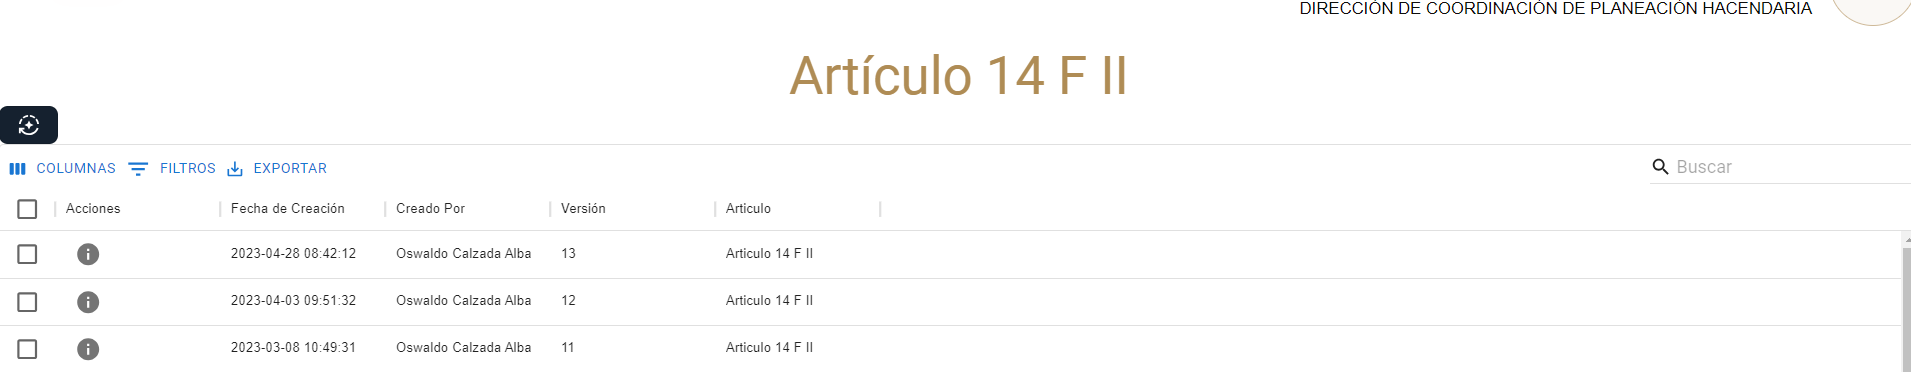 DIRECCIÓN DE COORDINACIÓN DE PLANEACIÓN HACENDARIA
Artículo 14 F II
COLUMNAS FILTROS EXPORTAR Buscar
Acciones Fecha de Creación Creado Por Versión Articulo
2023-04-28 08:42:12 Oswaldo Calzada Alba 13 Articulo 14 F II
2023-04-03 09:51:32 Oswaldo Calzada Alba 12 Articulo 14 F II
2023-03-08 10:49:31 Oswaldo Calzada Alba 11 Articulo 14 F II